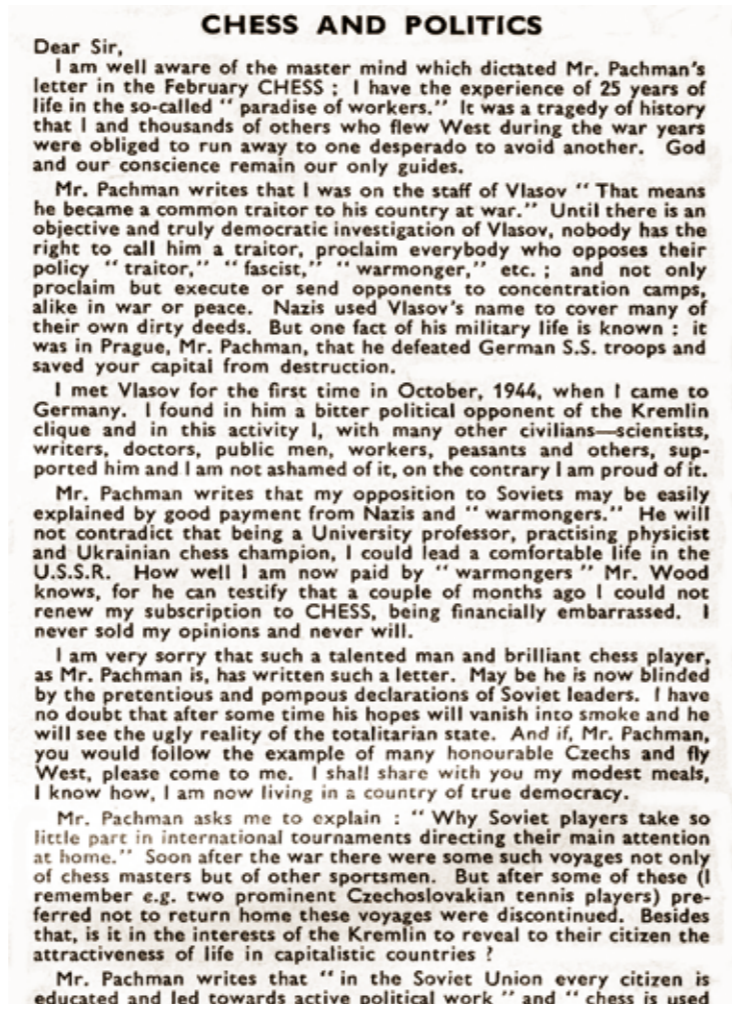 CHESS AND POLITICS
Dear Sir,
I am well aware of the master mind which dictated Mr. Pachman's
letter in the February CHESS ; I have the experience of 25 years of
life in the so-called " paradise of workers." It was a tragedy of history
that I and thousands of others who flew West during the war years
were obliged to run away to one desperado to avoid another. God
and our conscience remain our only guides.
Mr. Pachman writes that I was on the staff of Vlasov " That means
he became a common traitor to his country at war." Until there is an
objective and truly democratic investigation of Vlasov, nobody has the
right to call him a traitor, proclaim everybody who opposes their
policy " traitor," " fascist," " warmonger," etc. ; and not only
proclaim but execute or send opponents to concentration camps,
alike in war or peace. Nazis used Vlasov's name to cover many of
their own dirty deeds. But one fact of his military life is known : it
was in Prague, Mr. Pachman, that he defeated German S.S. troops and
saved your capital from destruction.
I met Vlasov for the first time in October, 1944, when I came to
Germany. I found in him a bitter political opponent of the Kremlin
clique and in this activity I, with many other civilians—scientists,
writers, doctors, public men, workers, peasants and others, sup-
ported him and I am not ashamed of it, on the contrary I am proud of it.
Mr. Pachman writes that my opposition to Soviets may be easily
explained by good payment from Nazis and " warmongers." He will
not contradict that being a University professor, practising physicist
and Ukrainian chess champion, I could lead a comfortable life in the
U.S.S.R. How well I am now paid by " warmongers " Mr. Wood
knows, for he can testify that a couple of months ago I could not
renew my subscription to CHESS, being financially embarrassed. I
never sold my opinions and never will.
I am very sorry that such a talented man and brilliant chess player,
as Mr. Pachman is, has written such a letter. May be he is now blinded
by the pretentious and pompous declarations of Soviet leaders. I have
no doubt that after some time his hopes will vanish into smoke and he
will see the ugly reality of the totalitarian state. And if, Mr. Pachman,
you would follow the example of many honourable Czechs and fly
West, please come to me. I shall share with you my modest meals,
I know how, I am now living in a country of true democracy.
Mr. Pachman asks me to explain : " Why Soviet players take so
little part in international tournaments directing their main attention
at home." Soon after the war there were some such voyages not only
of chess masters but of other sportsmen. But after some of these (I
remember e.g. two prominent Czechoslovakian tennis players) pre-
ferred not to return home these voyages were discontinued. Besides
that, is it in the interests of the Kremlin to reveal to their citizen the
attractiveness of life in capitalistic countries ?
Mr. Pachman writes that " in the Soviet Union every citizen is
educated and led towards active political work " and " chess is used